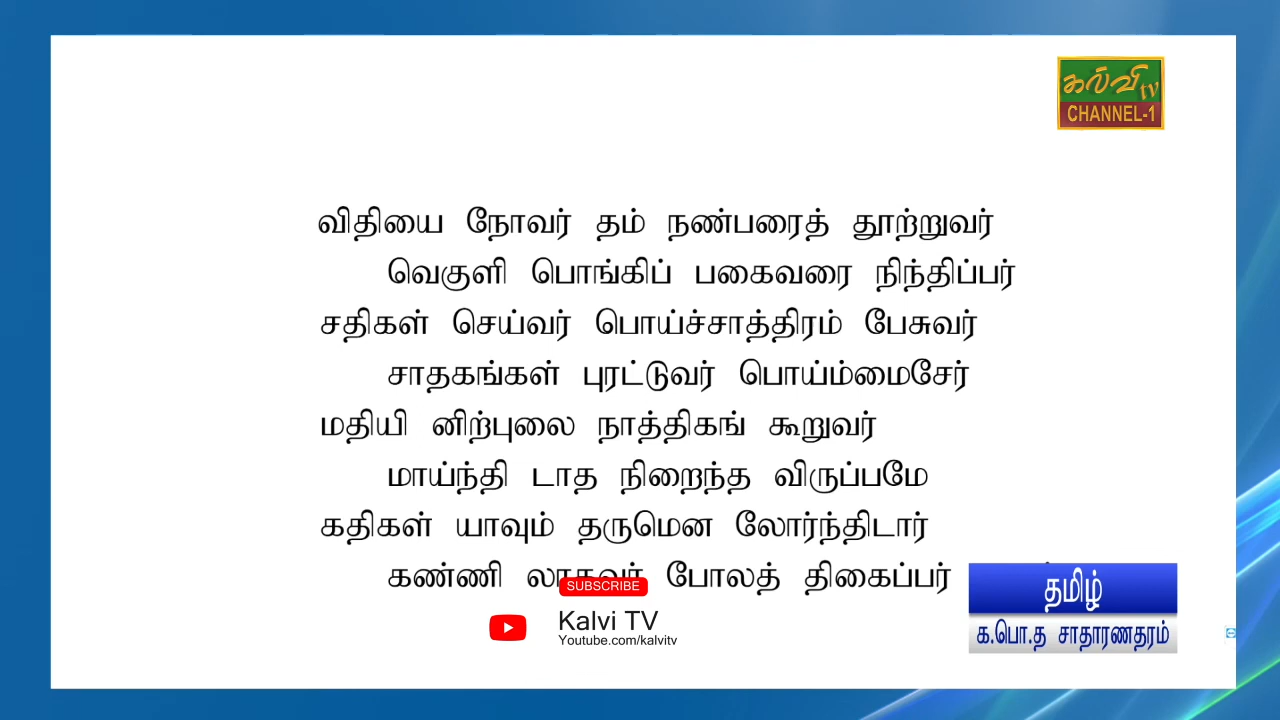 கல்வி tv
CHANNEL-1
விதியை நோவர் தம் நண்பரைத் தூற்றுவர்
வெகுளி பொங்கிப் பகைவரை நிந்திப்பர்
சதிகள் செய்வர் பொய்ச்சாத்திரம் பேசுவர்
சாதகங்கள் புரட்டுவர் பொய்ம்மைசேர்
மதியி னிற்புலை நாத்திகங் கூறுவர்
மாய்ந்தி டாத நிறைந்த விருப்பமே
கதிகள் யாவும் தருமென லோர்ந்திடார்
கண்ணி லாதவர் போலத் திகைப்பர்
SUBSCRIBE
Kalvi TV
Youtube.com/kalvitv
தமிழ்
க.பொ.த சாதாரணதரம்